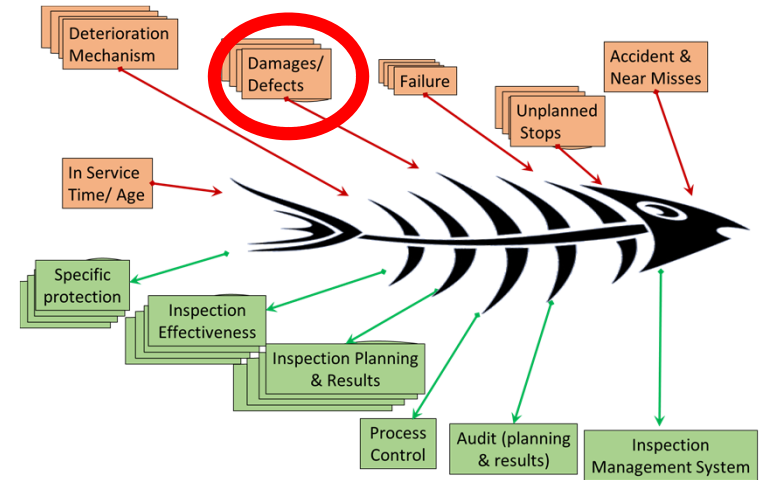 Deterioration
Mechanism
Damages/
Defects
Failure
Unplanned
Stops
Accident &
Near Misses
In Service
Time/ Age
Specific
protection
Inspection
Effectiveness
Inspection Planning
& Results
Process
Control
Audit (planning
& results)
Inspection
Management System